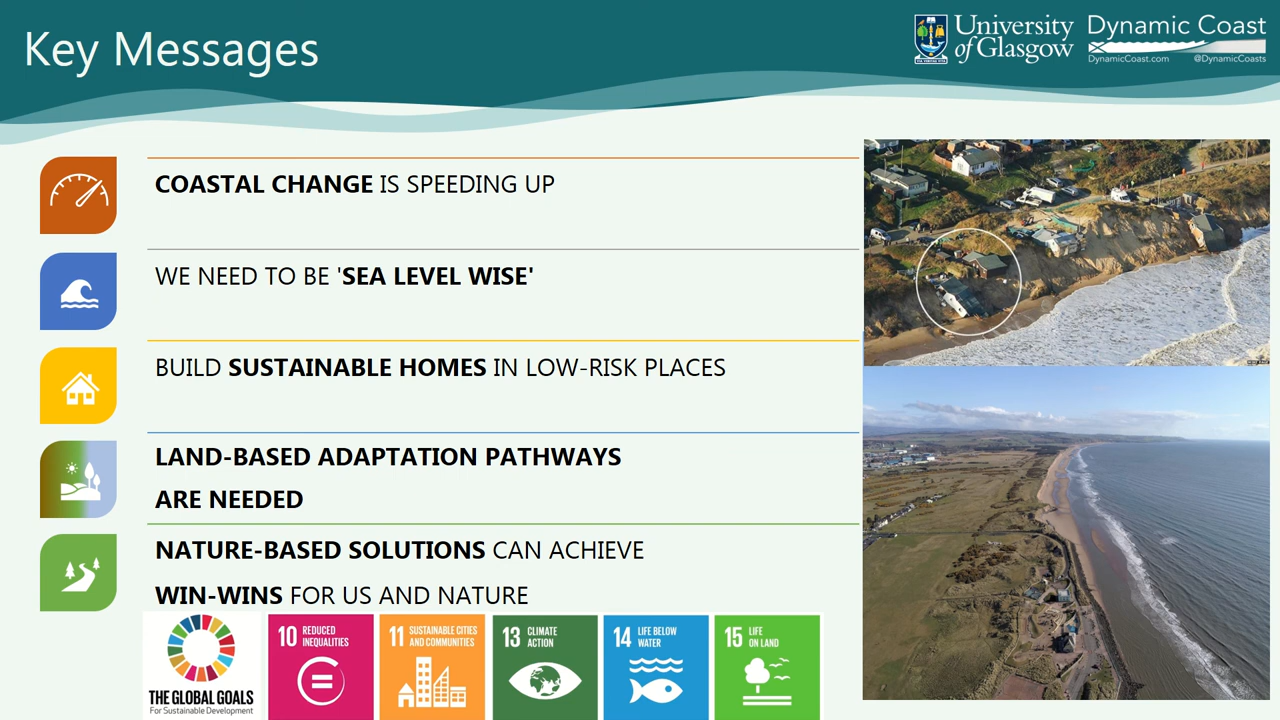 Key Messages
University
of Glasgow
Dynamic Coast
DynamicCoast.com @DynamicCoasts
COASTAL CHANGE IS SPEEDING UP
WE NEED TO BE 'SEA LEVEL WISE'
BUILD SUSTAINABLE HOMES IN LOW-RISK PLACES
LAND-BASED ADAPTATION PATHWAYS
ARE NEEDED
NATURE-BASED SOLUTIONS CAN ACHIEVE
WIN-WINS FOR US AND NATURE
THE GLOBAL GOALS
For Sustainable Development
10 REDUCED
INEQUALITIES
11 SUSTAINABLE CITIES
AND COMMUNITIES
13 CLIMATE
ACTION
14 LIFE BELOW
WATER
15 LIFE
ON LAND